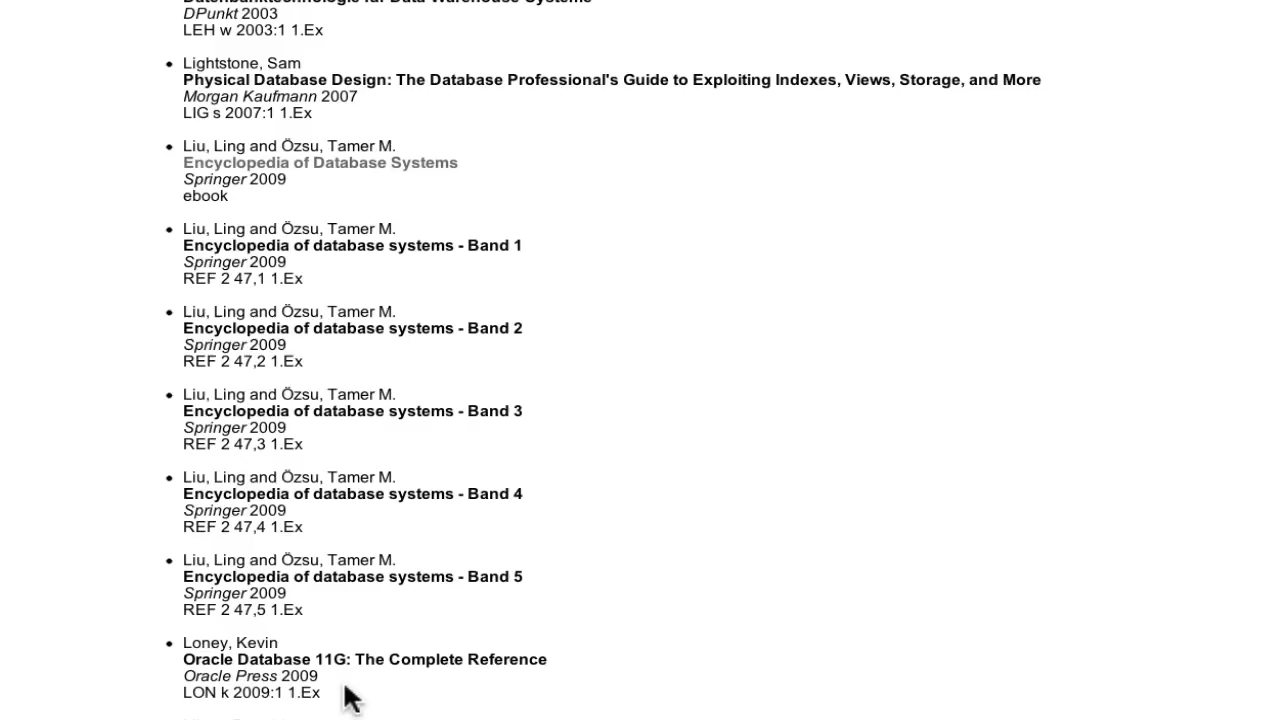 Datenbanktechnologie für Data Warehouse Systeme
DPunkt 2003
LEH w 2003:1 1.Ex
Lightstone, Sam
Physical Database Design: The Database Professional's Guide to Exploiting Indexes, Views, Storage, and More
Morgan Kaufmann 2007
LIG s 2007:1 1.Ex
Liu, Ling and Özsu, Tamer M.
Encyclopedia of Database Systems
Springer 2009
ebook
Liu, Ling and Özsu, Tamer M.
Encyclopedia of database systems - Band 1
Springer 2009
REF 2 47,1 1.Ex
Liu, Ling and Özsu, Tamer M.
Encyclopedia of database systems - Band 2
Springer 2009
REF 2 47,2 1.Ex
Liu, Ling and Özsu, Tamer M.
Encyclopedia of database systems - Band 3
Springer 2009
REF 2 47,3 1.Ex
Liu, Ling and Özsu, Tamer M.
Encyclopedia of database systems - Band 4
Springer 2009
REF 2 47,4 1.Ex
Liu, Ling and Özsu, Tamer M.
Encyclopedia of database systems - Band 5
Springer 2009
REF 2 47,5 1.Ex
Loney, Kevin
Oracle Database 11G: The Complete Reference
Oracle Press 2009
LON k 2009:1 1.Ex